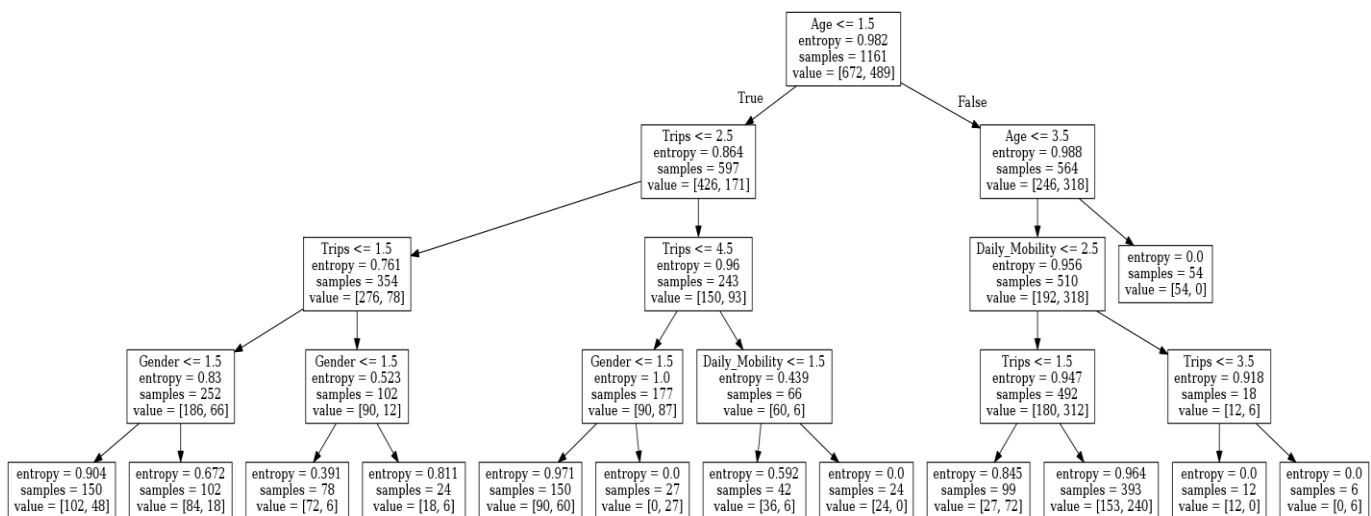 Age <= 1.5
entropy = 0.982
samples = 1161
value = [672, 489]
True
False
Trips <= 2.5
entropy = 0.864
samples = 597
value = [426, 171]
Age <= 3.5
entropy = 0.988
samples = 564
value = [246, 318]
Trips <= 1.5
entropy = 0.761
samples = 354
value = [276, 78]
Trips <= 4.5
entropy = 0.96
samples = 243
value = [150, 93]
Daily_Mobility <= 2.5
entropy = 0.956
samples = 510
value = [192, 318]
entropy = 0.0
samples = 54
value = [54, 0]
Gender <= 1.5
entropy = 0.83
samples = 252
value = [186, 66]
Gender <= 1.5
entropy = 0.523
samples = 102
value = [90, 12]
Gender <= 1.5
entropy = 1.0
samples = 177
value = [90, 87]
Daily_Mobility <= 1.5
entropy = 0.439
samples = 66
value = [60, 6]
Trips <= 1.5
entropy = 0.947
samples = 492
value = [180, 312]
Trips <= 3.5
entropy = 0.918
samples = 18
value = [12, 6]
entropy = 0.904
samples = 150
value = [102, 48]
entropy = 0.672
samples = 102
value = [84, 18]
entropy = 0.391
samples = 78
value = [72, 6]
entropy = 0.811
samples = 24
value = [18, 6]
entropy = 0.971
samples = 150
value = [90, 60]
entropy = 0.0
samples = 27
value = [0, 27]
entropy = 0.592
samples = 42
value = [36, 6]
entropy = 0.0
samples = 24
value = [24, 0]
entropy = 0.845
samples = 99
value = [27, 72]
entropy = 0.964
samples = 393
value = [153, 240]
entropy = 0.0
samples = 12
value = [12, 0]
entropy = 0.0
samples = 6
value = [0, 6]